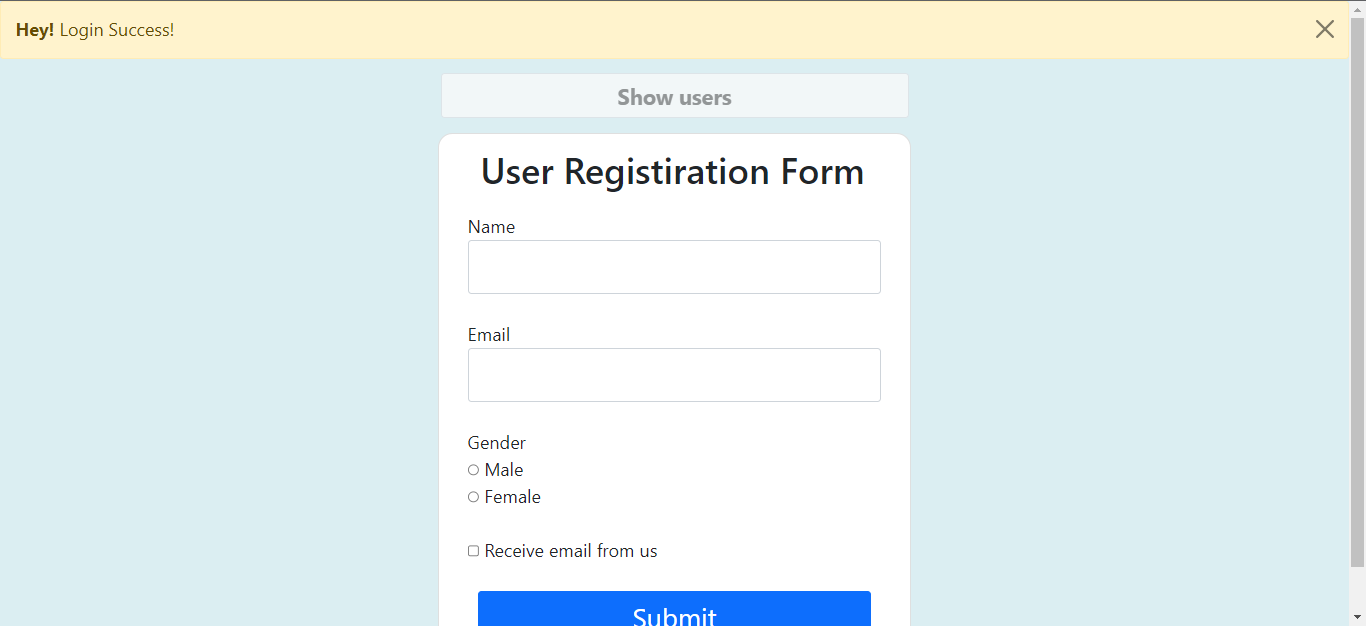 Hey! Login Success!
Show users
User Registiration Form
Name
Email
Gender
Male
Female
Receive email from us
Submit